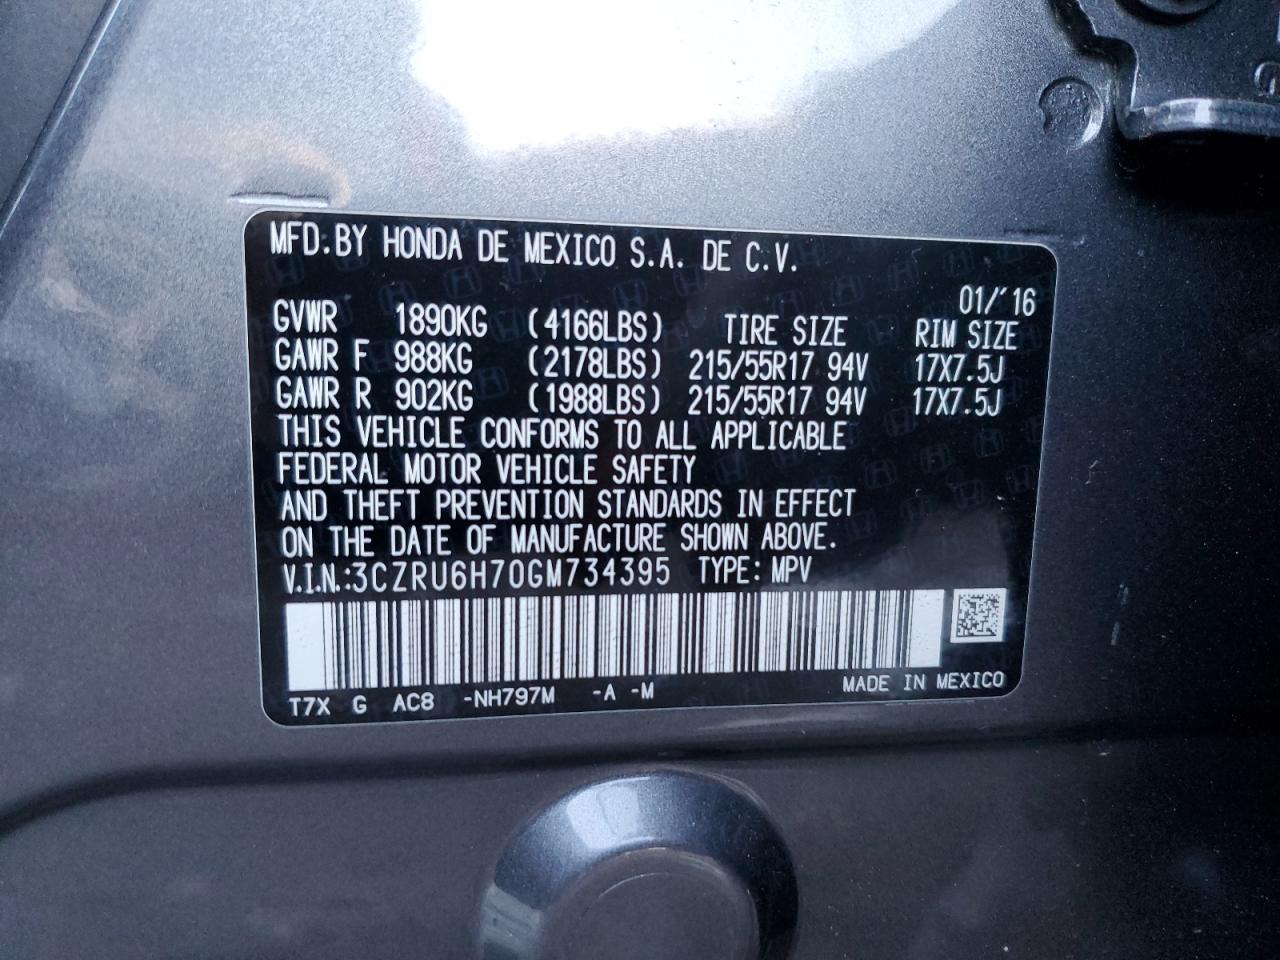 MFD.BY HONDA DE MEXICO S.A. DE C.V.
01/'16
GVWR 1890KG (4166LBS) TIRE SIZE RIM SIZE
GAWR F 988KG (2178LBS) 215/55R17 94V 17X7.5J
GAWR R 902KG (1988LBS) 215/55R17 94V 17X7.5J
THIS VEHICLE CONFORMS TO ALL APPLICABLE
FEDERAL MOTOR VEHICLE SAFETY
AND THEFT PREVENTION STANDARDS IN EFFECT
ON THE DATE OF MANUFACTURE SHOWN ABOVE.
V.I.N.:3CZRU6H70GM734395 TYPE: MPV
T7X G AC8 -NH797M -A -M MADE IN MEXICO